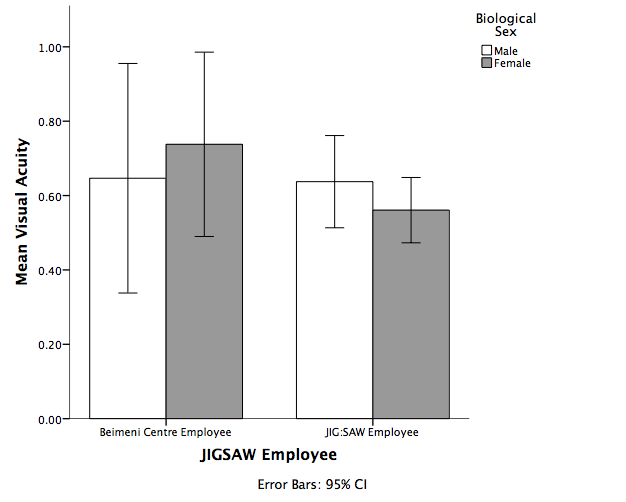 Biological
Sex
Male
Female
Mean Visual Acuity
1.00
0.80
0.60
0.40
0.20
0.00
Beimeni Centre Employee
JIG:SAW Employee
JIGSAW Employee
Error Bars: 95% CI